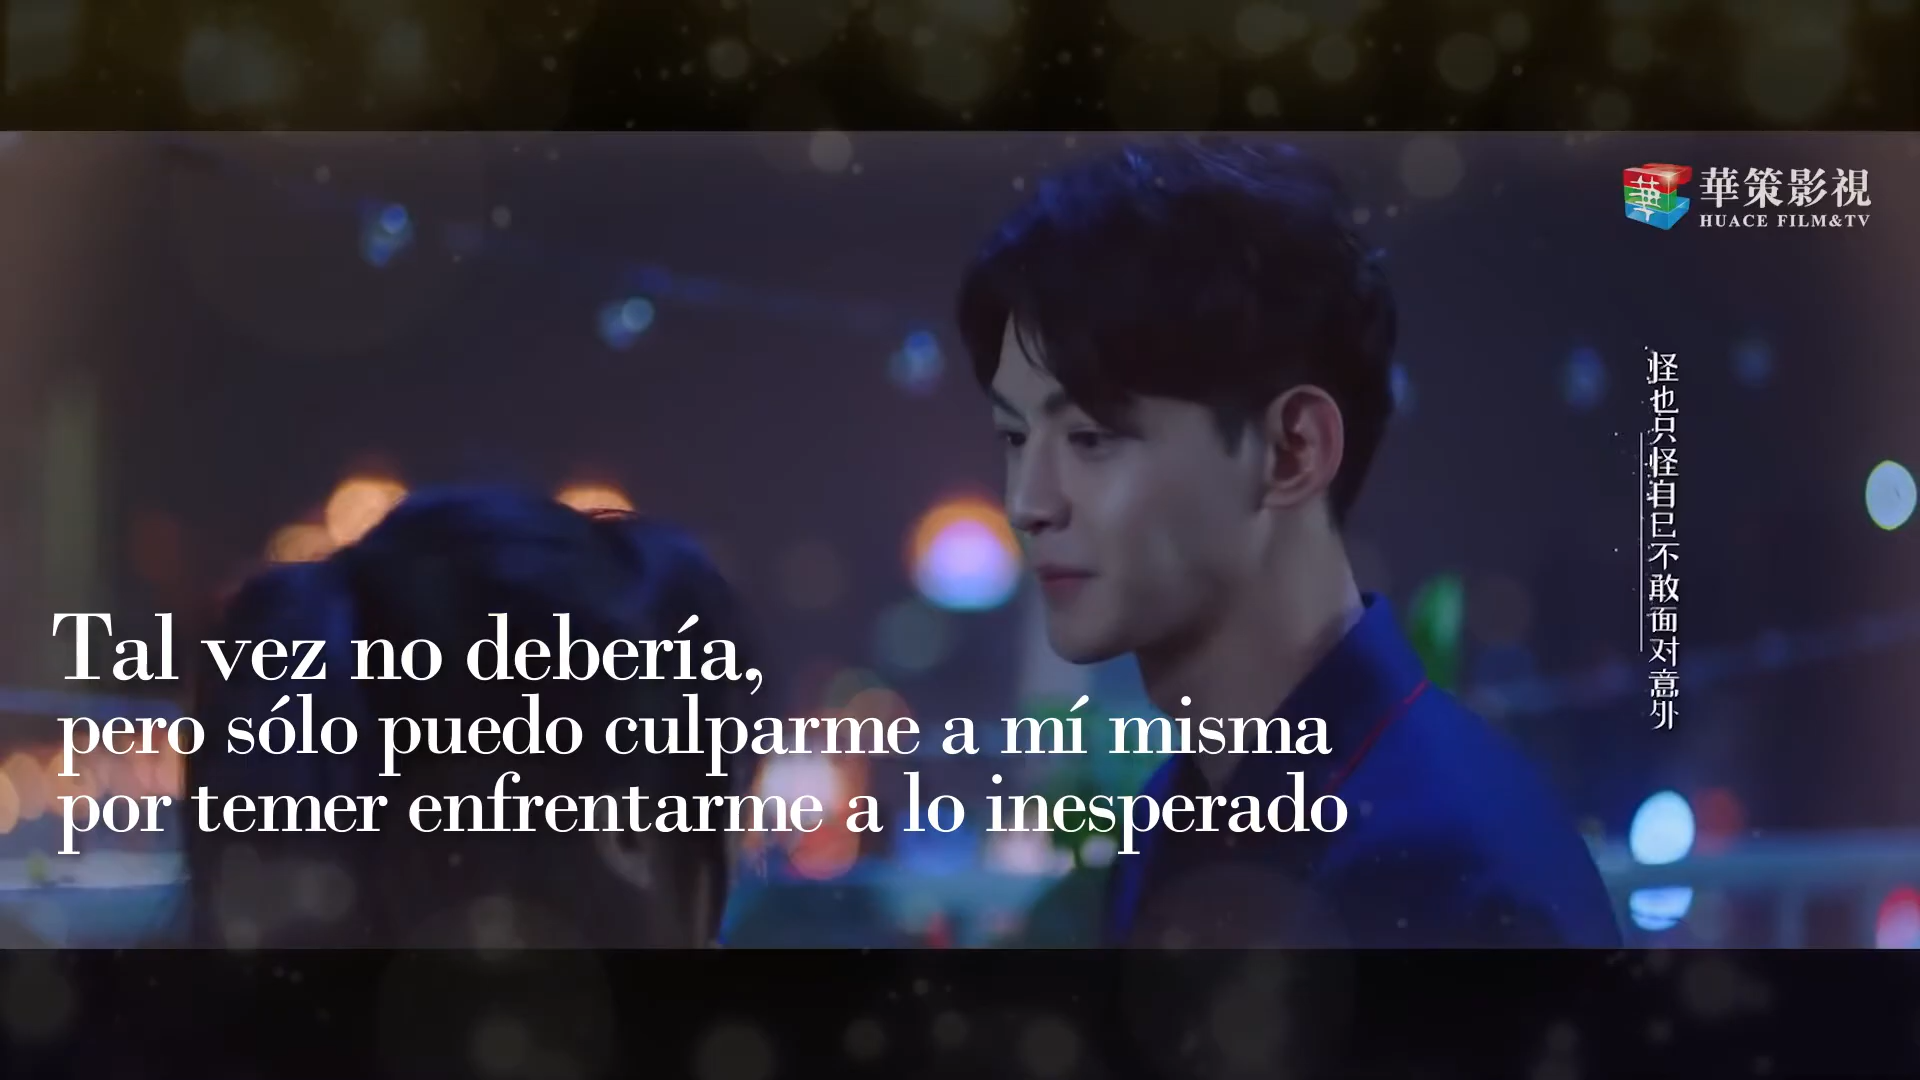 華策影視
HUACE FILM&TV
怪也只怪自己不敢面对意外
Tal vez no debería,
pero sólo puedo culparme a mí misma
por temer enfrentarme a lo inesperado